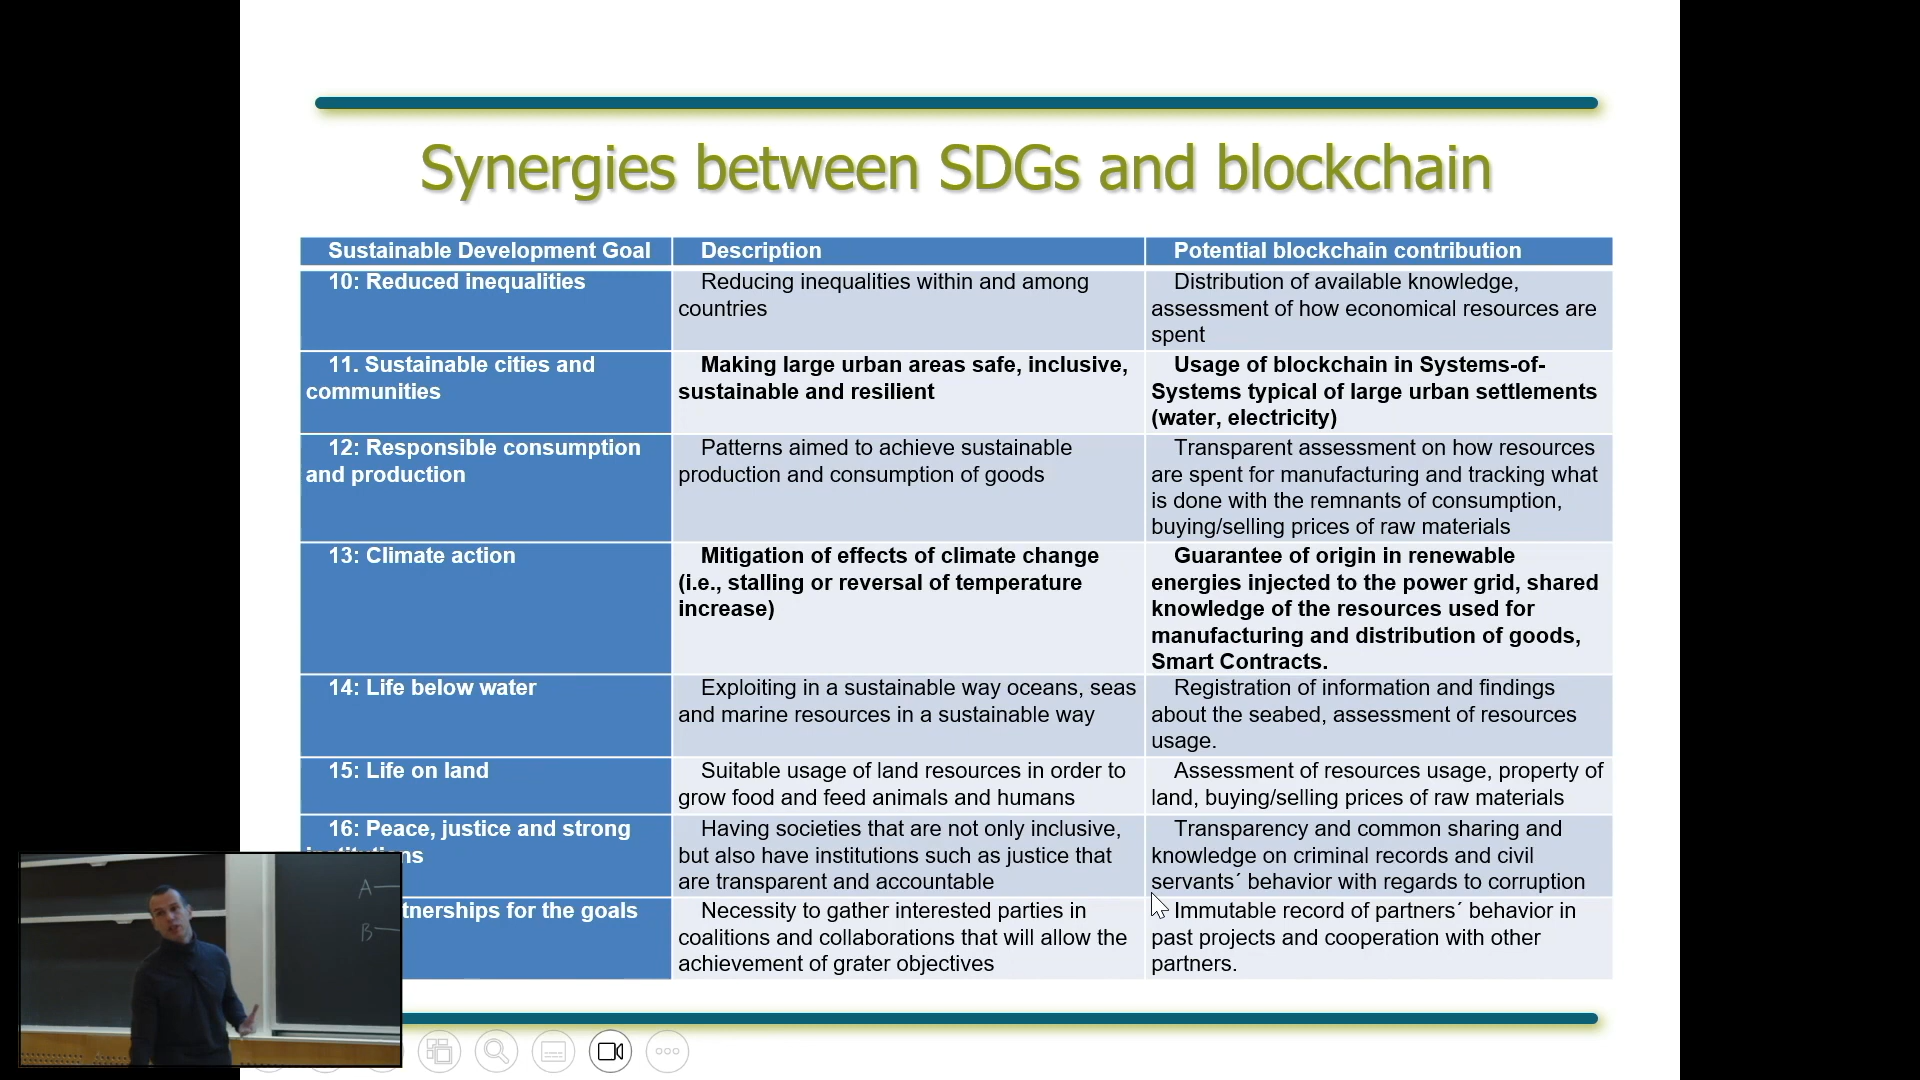 Synergies between SDGs and blockchain
Sustainable Development Goal
Description
Potential blockchain contribution
10: Reduced inequalities
Reducing inequalities within and among
countries
Distribution of available knowledge,
assessment of how economical resources are
spent
11. Sustainable cities and
communities
Making large urban areas safe, inclusive,
sustainable and resilient
Usage of blockchain in Systems-of-
Systems typical of large urban settlements
(water, electricity)
12: Responsible consumption
and production
Patterns aimed to achieve sustainable
production and consumption of goods
Transparent assessment on how resources
are spent for manufacturing and tracking what
is done with the remnants of consumption,
buying/selling prices of raw materials
13: Climate action
Mitigation of effects of climate change
(i.e., stalling or reversal of temperature
increase)
Guarantee of origin in renewable
energies injected to the power grid, shared
knowledge of the resources used for
manufacturing and distribution of goods,
Smart Contracts.
14: Life below water
Exploiting in a sustainable way oceans, seas
and marine resources in a sustainable way
Registration of information and findings
about the seabed, assessment of resources
usage.
15: Life on land
Suitable usage of land resources in order to
grow food and feed animals and humans
Assessment of resources usage, property of
land, buying/selling prices of raw materials
16: Peace, justice and strong
Having societies that are not only inclusive,
but also have institutions such as justice that
are transparent and accountable
Transparency and common sharing and
knowledge on criminal records and civil
servants´ behavior with regards to corruption
tnerships for the goals
Necessity to gather interested parties in
coalitions and collaborations that will allow the
achievement of grater objectives
Immutable record of partners´ behavior in
past projects and cooperation with other
partners.
A
B